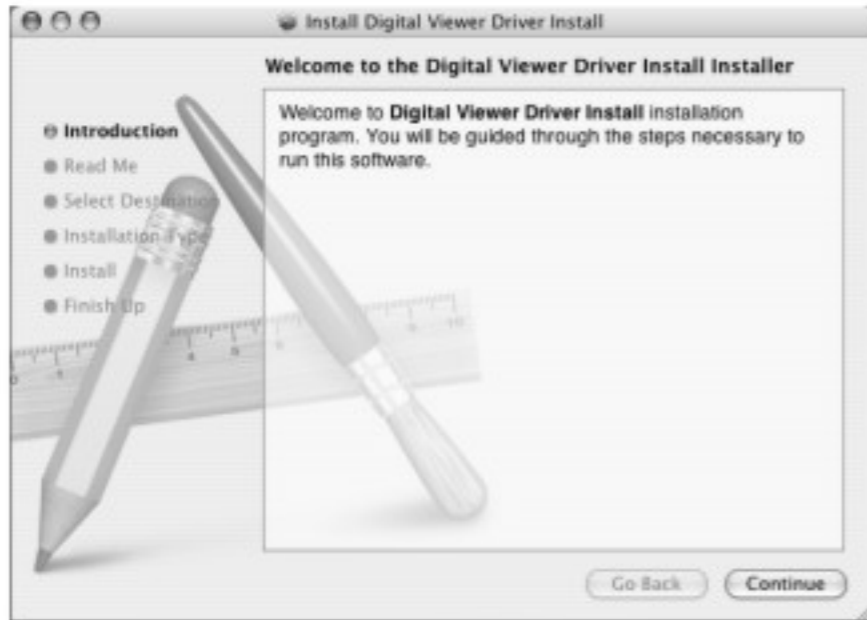 Install Digital Viewer Driver Install
Welcome to the Digital Viewer Driver Install Installer
Introduction
Read Me
Select Destination
Installation Type
Install
Finish Up
Welcome to Digital Viewer Driver Install installation
program. You will be guided through the steps necessary to
run this software.
Go Back
Continue